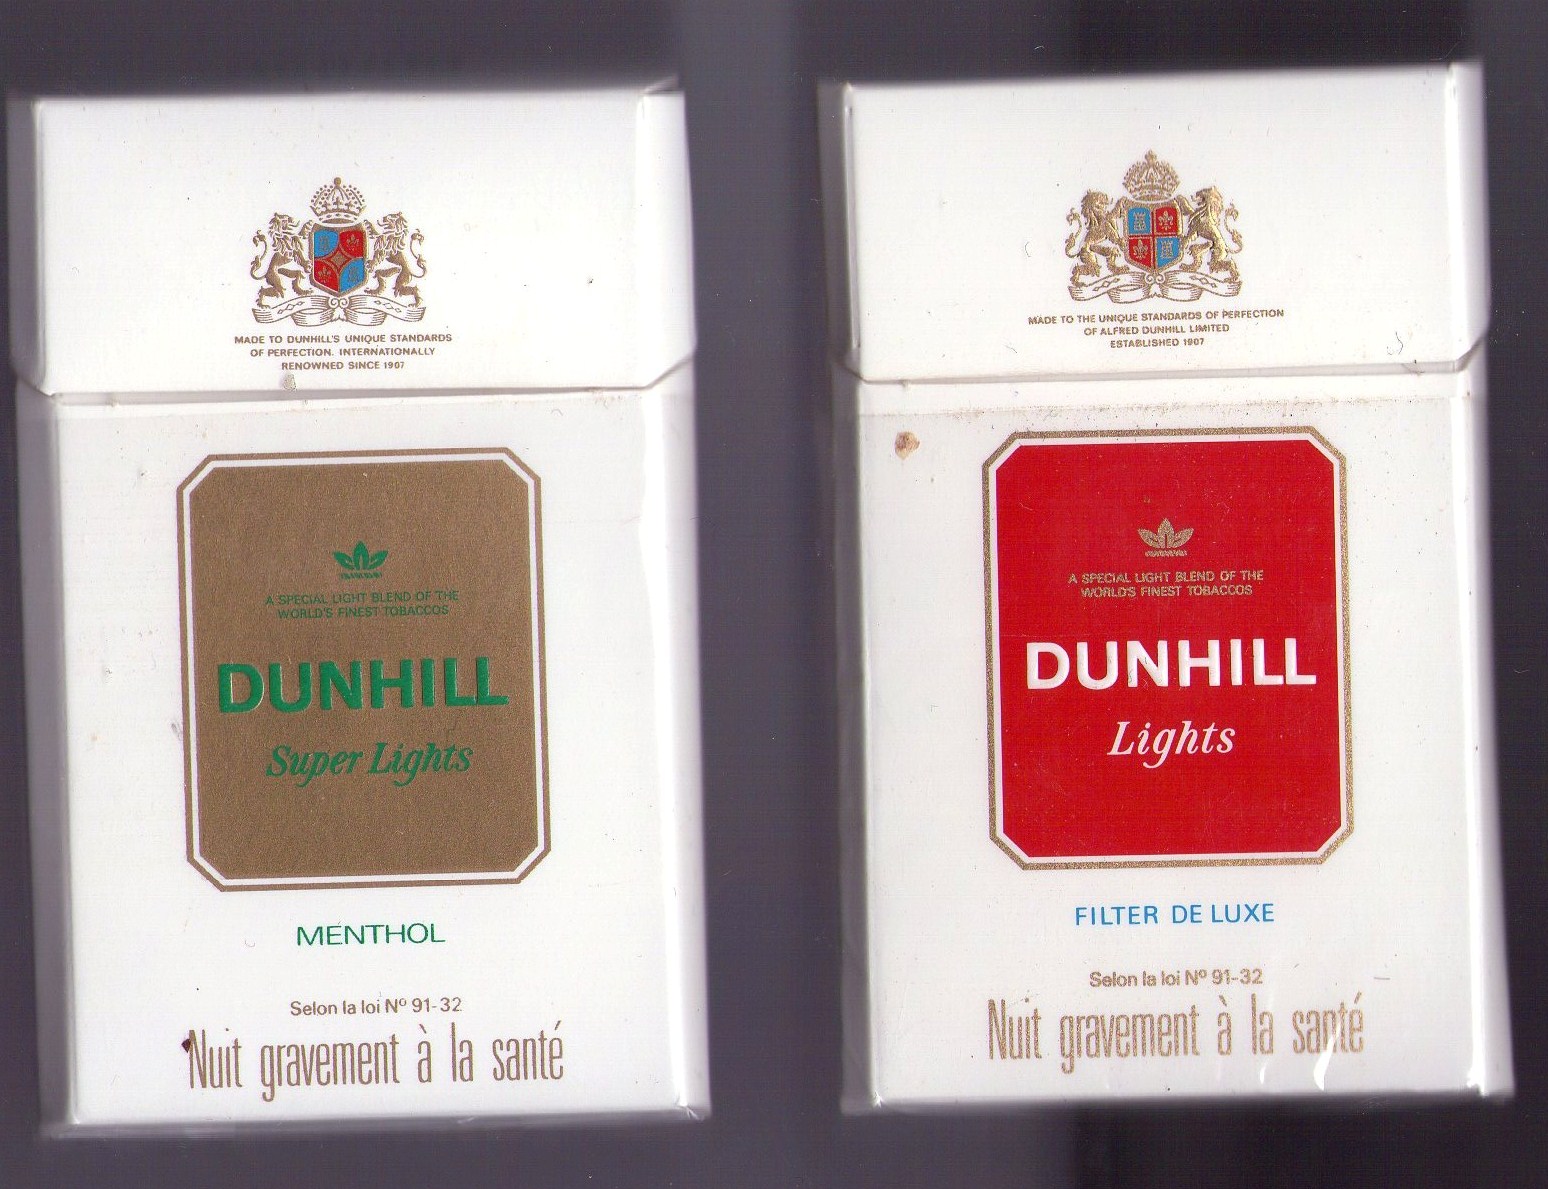 MADE TO DUNHILL'S UNIQUE STANDARDS
OF PERFECTION. INTERNATIONALLY
RENOWNED SINCE 1907
A SPECIAL LIGHT BLEND OF THE
WORLD'S FINEST TOBACCOS
DUNHILL
Super Lights
MENTHOL
Selon la loi Nº 91-32
Nuit gravement à la santé
MADE TO THE UNIQUE STANDARDS OF PERFECTION
OF ALFRED DUNHILL LIMITED
ESTABLISHED 1907
A SPECIAL LIGHT BLEND OF THE
WORLD'S FINEST TOBACCOS
DUNHILL
Lights
FILTER DE LUXE
Selon la loi Nº 91-32
Nuit gravement à la santé